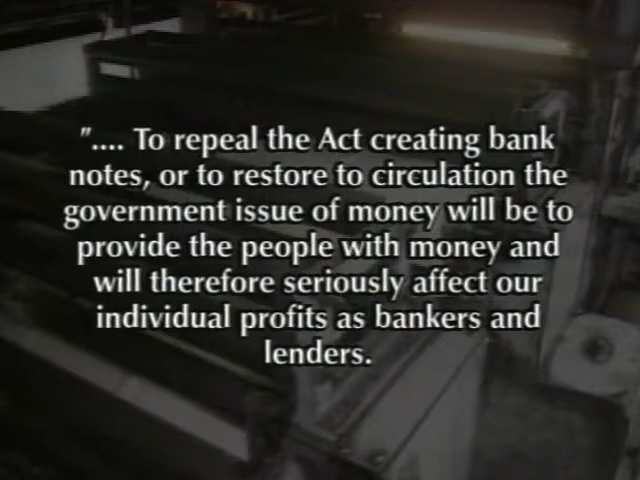 ".... To repeal the Act creating bank
notes, or to restore to circulation the
government issue of money will be to
provide the people with money and
will therefore seriously affect our
individual profits as bankers and
lenders.